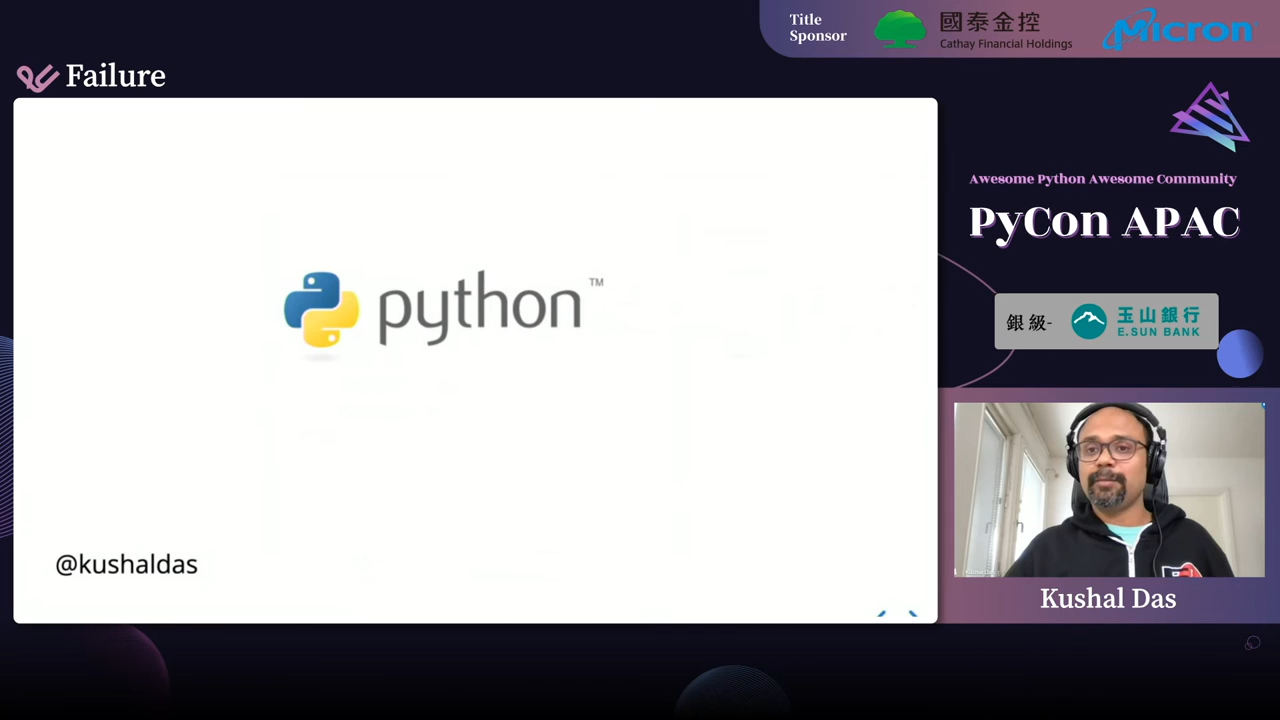 Title
Sponsor
國泰金控
Cathay Financial Holdings
Micron
Failure
python™
@kushaldas
Awesome Python Awesome Community
PyCon APAC
銀級-
玉山銀行
E.SUN BANK
Kushal Das